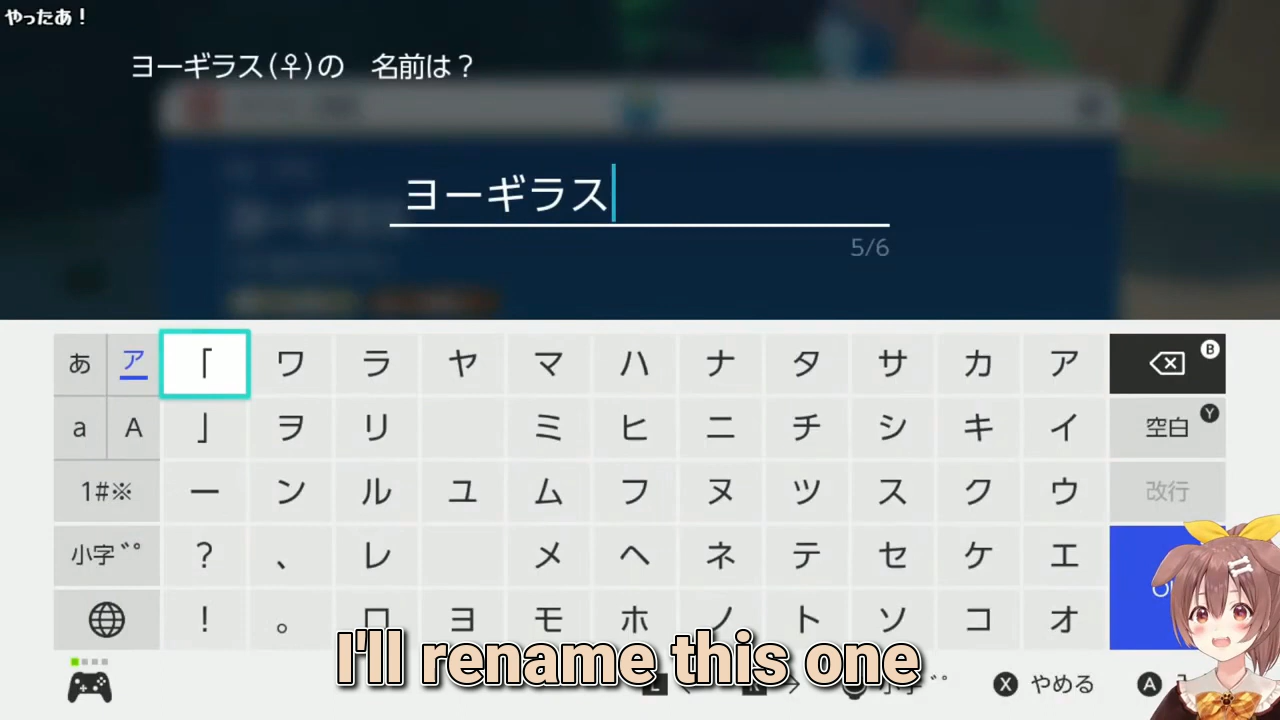 やったあ！
ヨーギラス(♀)の 名前は？
ヨーギラス
5/6
あ ア 「 ワ ラ ヤ マ ハ ナ タ サ カ ア B
a A 」 ヲ リ ミ ヒ ニ チ シ キ イ 空白 Y
1#※ ー ン ル ユ ム フ ヌ ツ ス ク ウ 改行
小字゛゜ ？ 、 レ メ ヘ ネ テ セ ケ エ
！ 。 ロ ヨ モ ホ ノ ト ソ コ オ
I'll rename this one
X やめる A